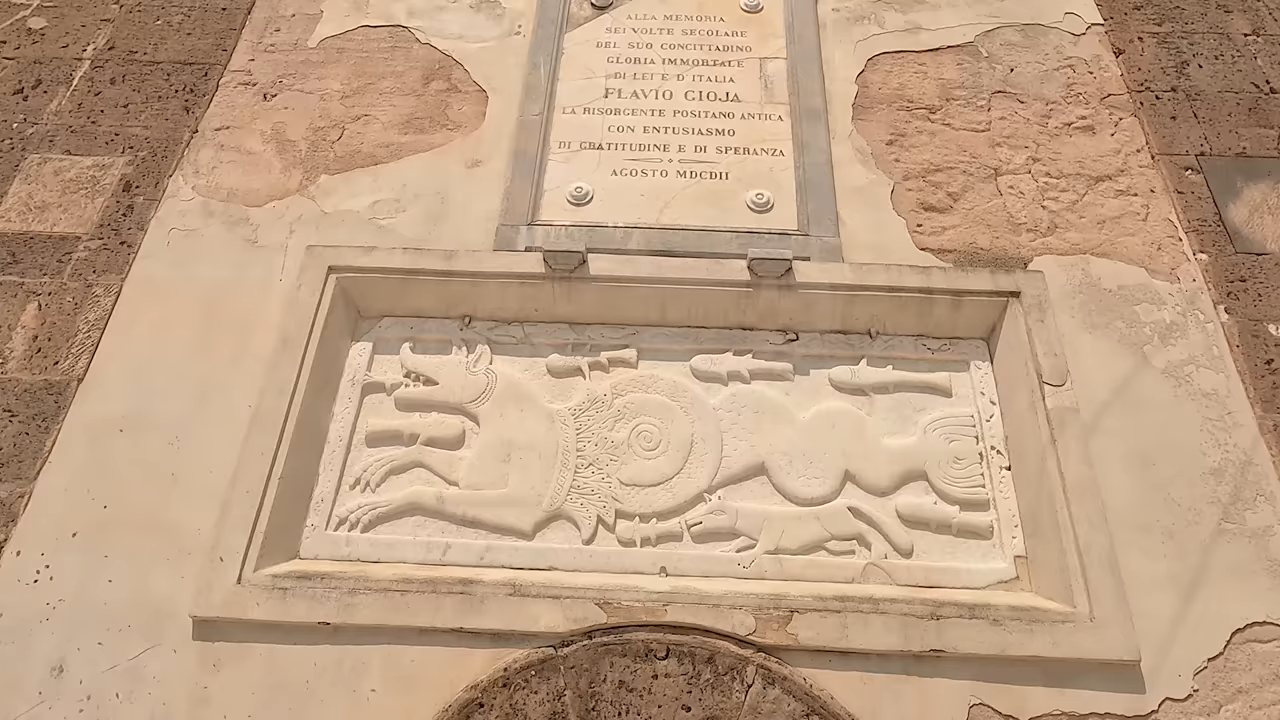 ALLA MEMORIA
SEI VOLTE SECOLARE
DEL SUO CONCITTADINO
GLORIA IMMORTALE
DI LEI E D'ITALIA
FLAVIO GIOJA
LA RISORGENTE POSITANO ANTICA
CON ENTUSIASMO
DI GRATITUDINE E DI SPERANZA
AGOSTO MDCDII